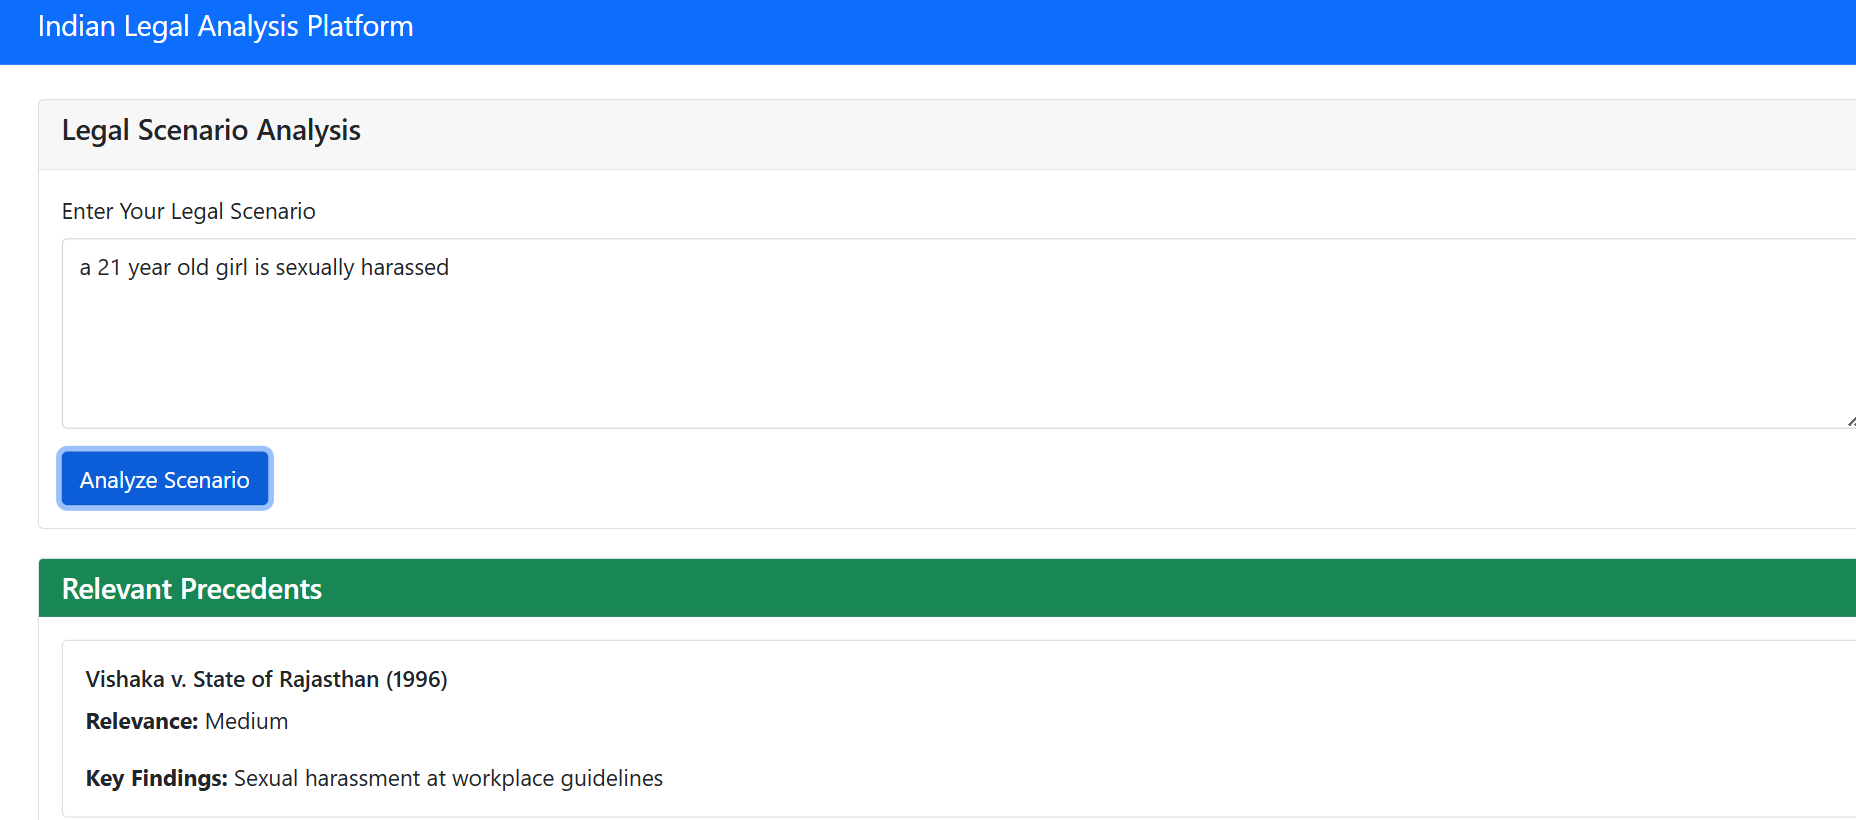 Indian Legal Analysis Platform
Legal Scenario Analysis
Enter Your Legal Scenario
a 21 year old girl is sexually harassed
Analyze Scenario
Relevant Precedents
Vishaka v. State of Rajasthan (1996)
Relevance: Medium
Key Findings: Sexual harassment at workplace guidelines